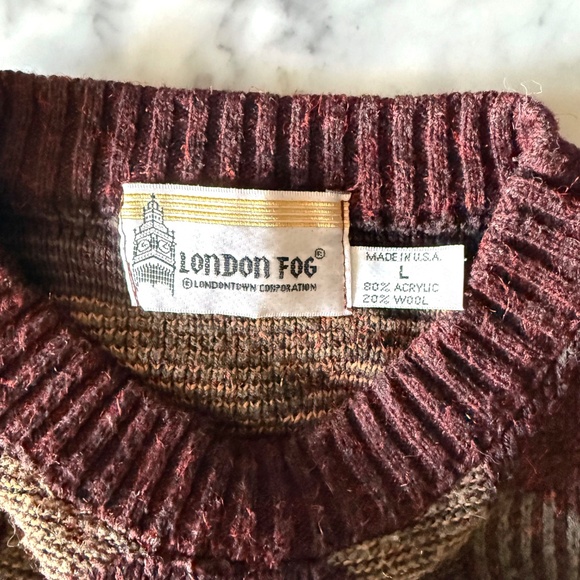 LONDON FOG®
© LONDONTOWN CORPORATION
MADE IN U.S.A.
L
80% ACRYLIC
20% WOOL